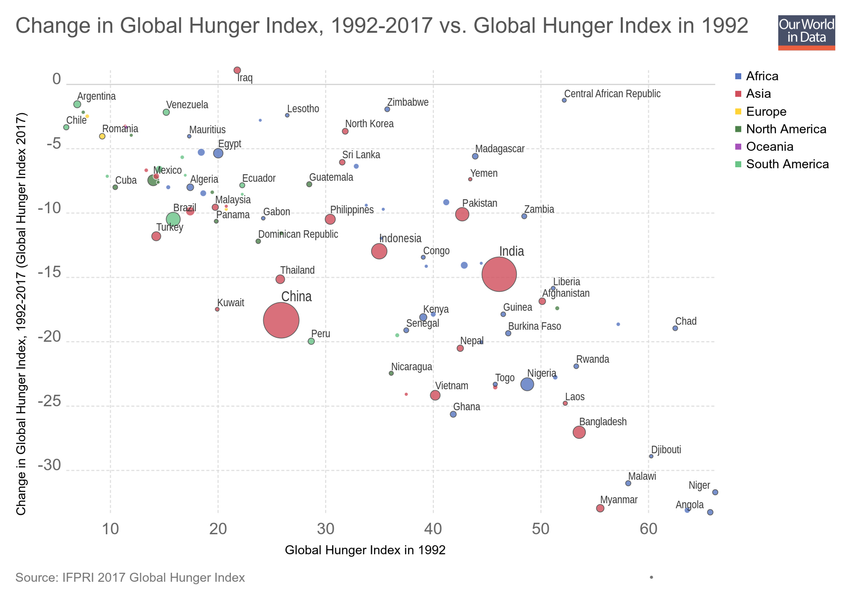 Change in Global Hunger Index, 1992-2017 vs. Global Hunger Index in 1992
Our World
in Data
Africa
Asia
Europe
North America
Oceania
South America
Change in Global Hunger Index, 1992-2017 (Global Hunger Index 2017)
0
-5
-10
-15
-20
-25
-30
Iraq
Argentina
Central African Republic
Venezuela
Lesotho
Zimbabwe
Chile
Romania
Mauritius
North Korea
Egypt
Sri Lanka
Madagascar
Mexico
Cuba
Algeria
Ecuador
Guatemala
Yemen
Malaysia
Brazil
Panama
Gabon
Philippines
Pakistan
Zambia
Turkey
Dominican Republic
Indonesia
Congo
India
Thailand
Liberia
China
Afghanistan
Kuwait
Kenya
Guinea
Senegal
Burkina Faso
Chad
Peru
Nepal
Nicaragua
Rwanda
Togo
Nigeria
Vietnam
Laos
Ghana
Bangladesh
Djibouti
Malawi
Niger
Myanmar
Angola
10
20
30
40
50
60
Global Hunger Index in 1992
Source: IFPRI 2017 Global Hunger Index